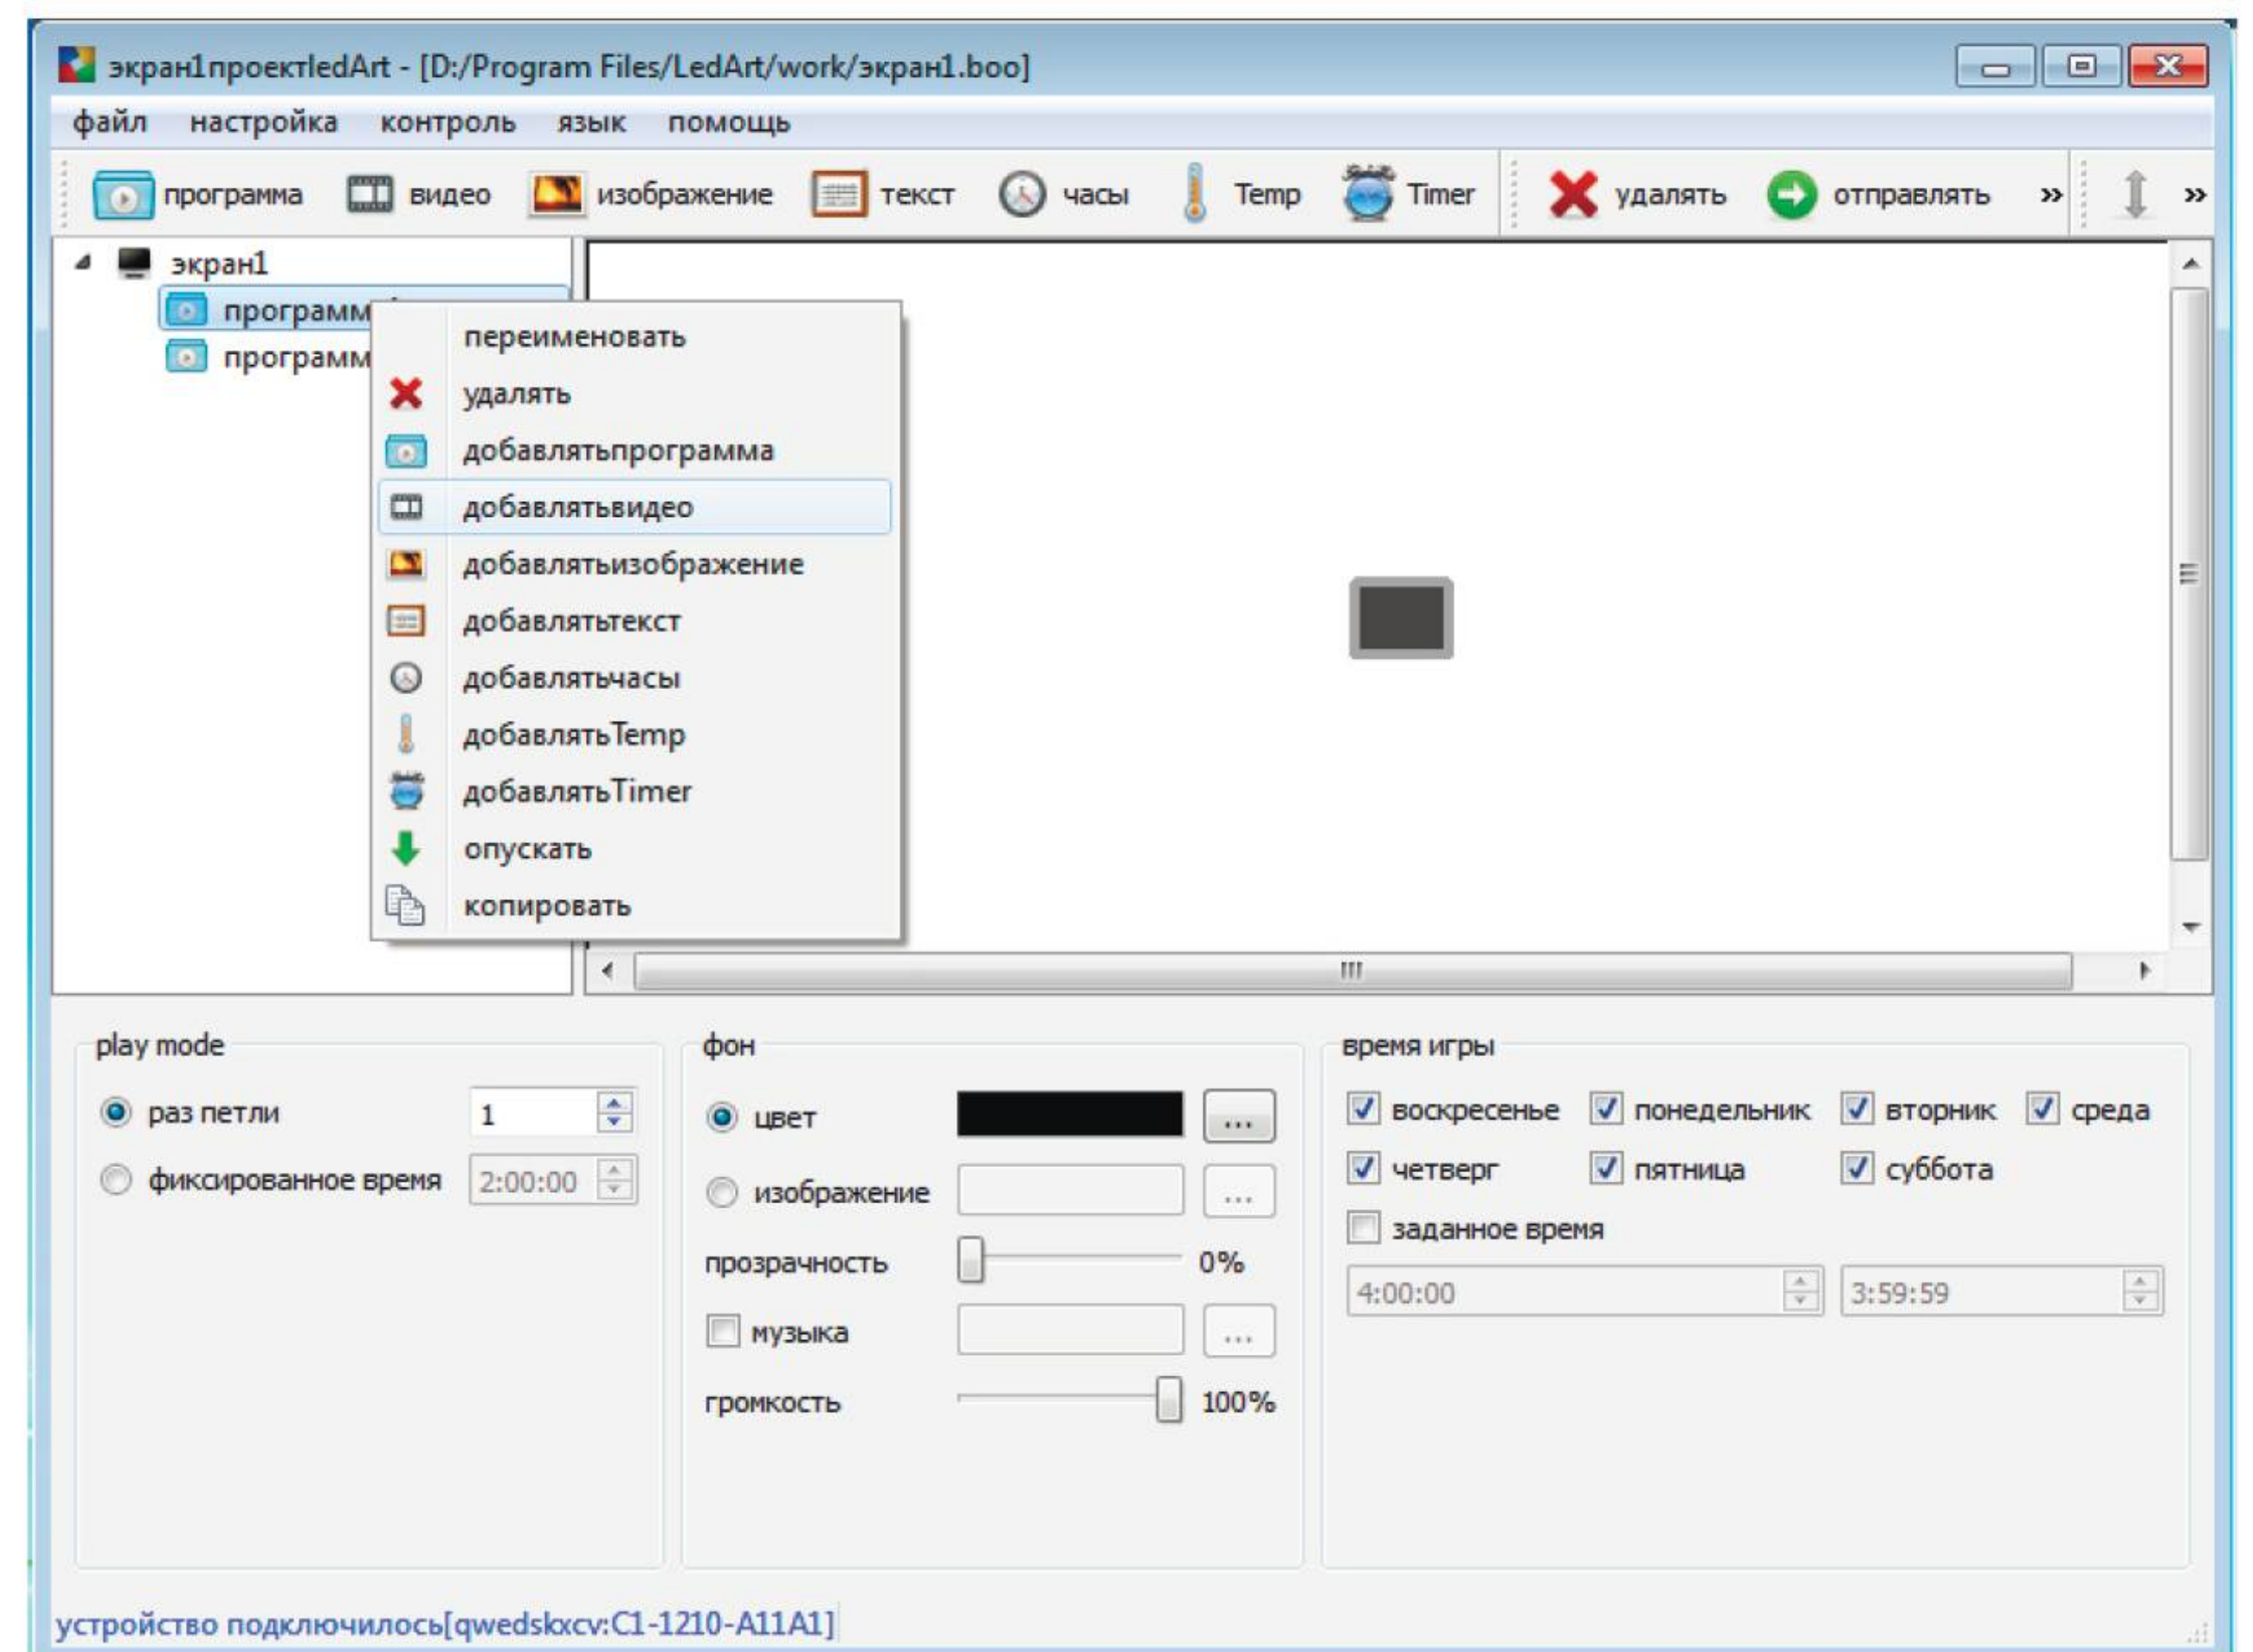 экран1проектledArt - [D:/Program Files/LedArt/work/экран1.boo]
файл настройка контроль язык помощь
программа видео изображение текст часы Temp Timer удалять отправлять » »
экран1
программ
программ
переименовать
удалять
добавлятьпрограмма
добавлятьвидео
добавлятьизображение
добавлятьтекст
добавлятьчасы
добавлятьTemp
добавлятьTimer
опускать
копировать
play mode
раз петли 1
фиксированное время 2:00:00
фон
цвет ...
изображение ...
прозрачность 0%
музыка ...
громкость 100%
время игры
воскресенье понедельник вторник среда
четверг пятница суббота
заданное время
4:00:00 3:59:59
устройство подключилось[qwedskxcv:C1-1210-A11A1]